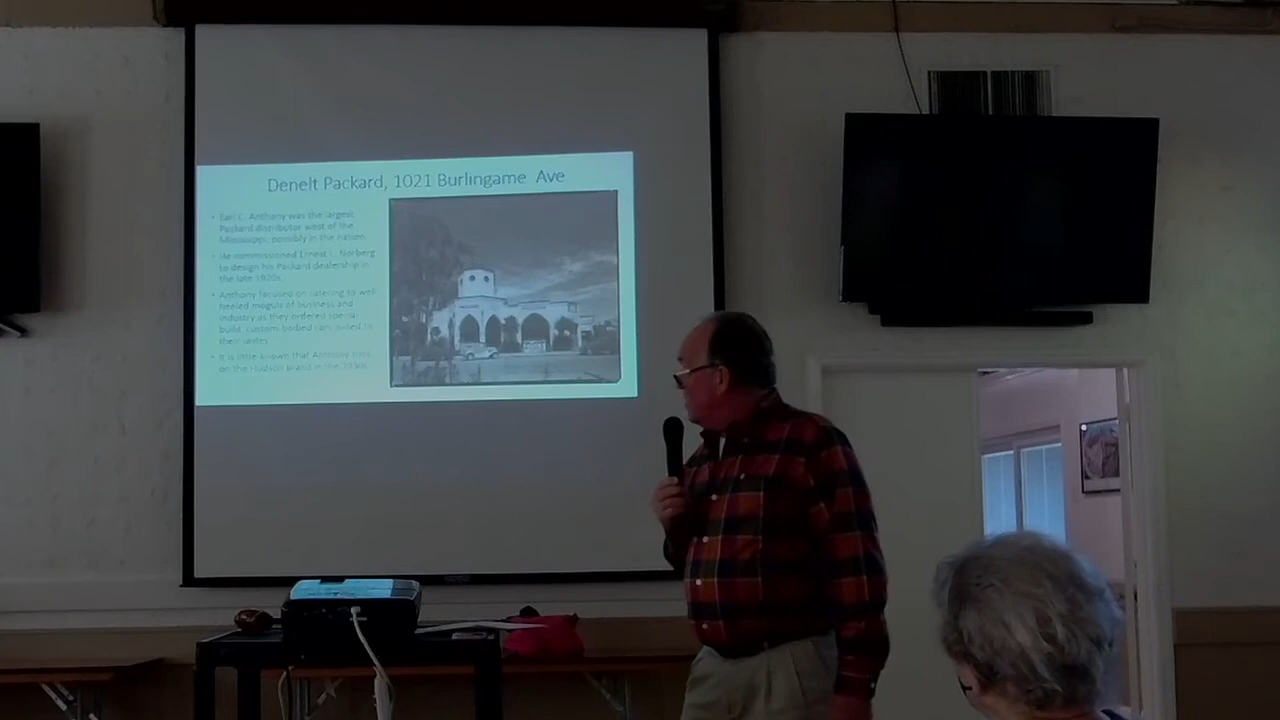 Denelt Packard, 1021 Burlingame Ave
• Earl C. Anthony was the largest
Packard distributor west of the
Mississippi, possibly in the nation.
• He commissioned Ernest L. Norberg
to design his Packard dealership in
the late 1920s.
• Anthony focused on catering to well
heeled moguls of business and
industry as they ordered special
build, custom bodied cars suited to
their tastes
• It is little known that Anthony
on the Hudson brand in the 1930s